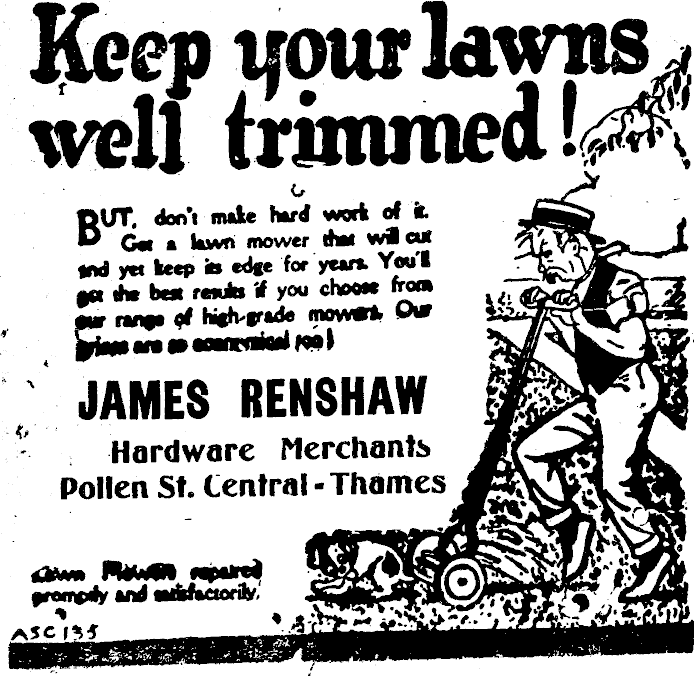 Keep your lawns
well trimmed!
BUT, don't make hard work of it.
Get a lawn mower that will cut
and yet keep its edge for years. You'll
get the best results if you choose from
our range of high-grade mowers. Our
prices are so economical too!
JAMES RENSHAW
Hardware Merchants
Pollen St. Central - Thames
Lawn Mowers repaired
promptly and satisfactorily.
ASC 135